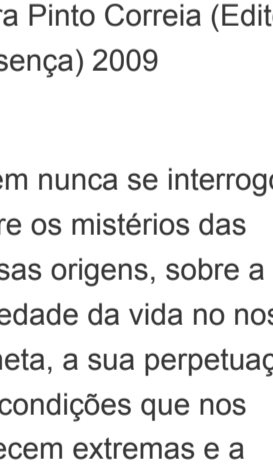 ra Pinto Correia (Edit
sença) 2009
em nunca se interrog
re os mistérios das
sas origens, sobre a
edade da vida no nos
neta, a sua perpetuaç
condições que nos
ecem extremas e a